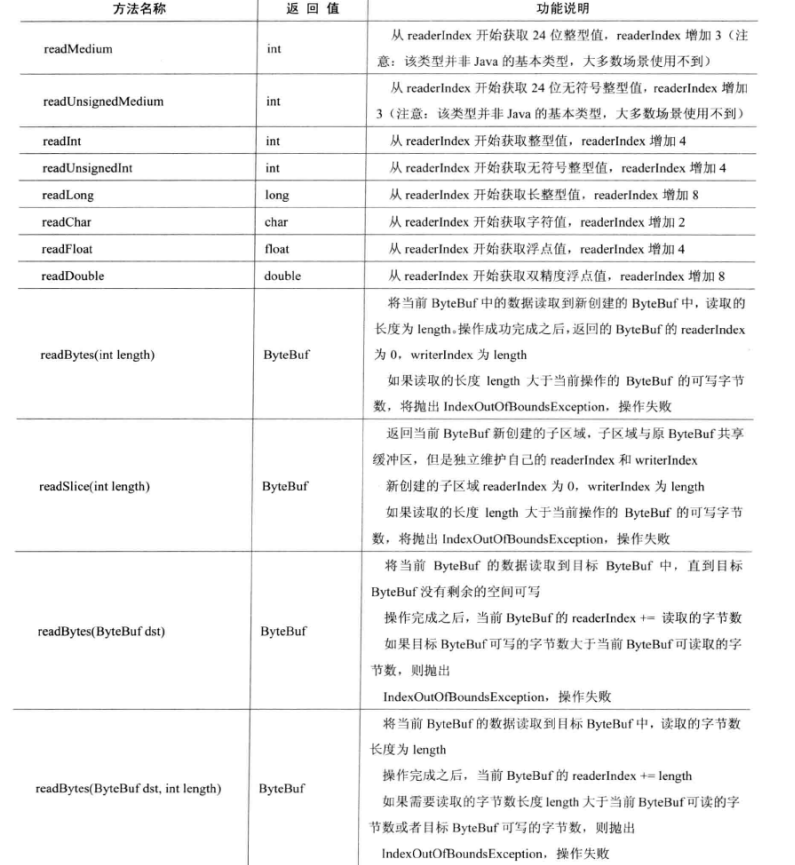 方法名称 返 回 值 功能说明
readMedium int 从 readerIndex 开始获取 24 位整型值，readerIndex 增加 3（注
意：该类型并非 Java 的基本类型，大多数场景使用不到）
readUnsignedMedium int 从 readerIndex 开始获取 24 位无符号整型值，readerIndex 增加
3（注意：该类型并非 Java 的基本类型，大多数场景使用不到）
readInt int 从 readerIndex 开始获取整型值，readerIndex 增加 4
readUnsignedInt int 从 readerIndex 开始获取无符号整型值，readerIndex 增加 4
readLong long 从 readerIndex 开始获取长整型值，readerIndex 增加 8
readChar char 从 readerIndex 开始获取字符值，readerIndex 增加 2
readFloat float 从 readerIndex 开始获取浮点值，readerIndex 增加 4
readDouble double 从 readerIndex 开始获取双精度浮点值，readerIndex 增加 8
将当前 ByteBuf 中的数据读取到新创建的 ByteBuf 中，读取的
长度为 length。操作成功完成之后，返回的 ByteBuf 的 readerIndex
readBytes(int length) ByteBuf 为 0，writerIndex 为 length
如果读取的长度 length 大于当前操作的 ByteBuf 的可写字节
数，将抛出 IndexOutOfBoundsException，操作失败
返回当前 ByteBuf 新创建的子区域，子区域与原 ByteBuf 共享
缓冲区，但是独立维护自己的 readerIndex 和 writerIndex
readSlice(int length) ByteBuf 新创建的子区域 readerIndex 为 0，writerIndex 为 length
如果读取的长度 length 大于当前操作的 ByteBuf 的可写字节
数，将抛出 IndexOutOfBoundsException，操作失败
将当前 ByteBuf 的数据读取到目标 ByteBuf 中，直到目标
ByteBuf 没有剩余的空间可写
操作完成之后，当前 ByteBuf 的 readerIndex += 读取的字节数
readBytes(ByteBuf dst) ByteBuf 如果目标 ByteBuf 可写的字节数大于当前 ByteBuf 可读取的字
节数，则抛出
IndexOutOfBoundsException，操作失败
将当前 ByteBuf 的数据读取到目标 ByteBuf 中，读取的字节数
长度为 length
操作完成之后，当前 ByteBuf 的 readerIndex += length
readBytes(ByteBuf dst, int length) ByteBuf 如果需要读取的字节数长度 length 大于当前 ByteBuf 可读的字
节数或者目标 ByteBuf 可写的字节数，则抛出
IndexOutOfBoundsException，操作失败